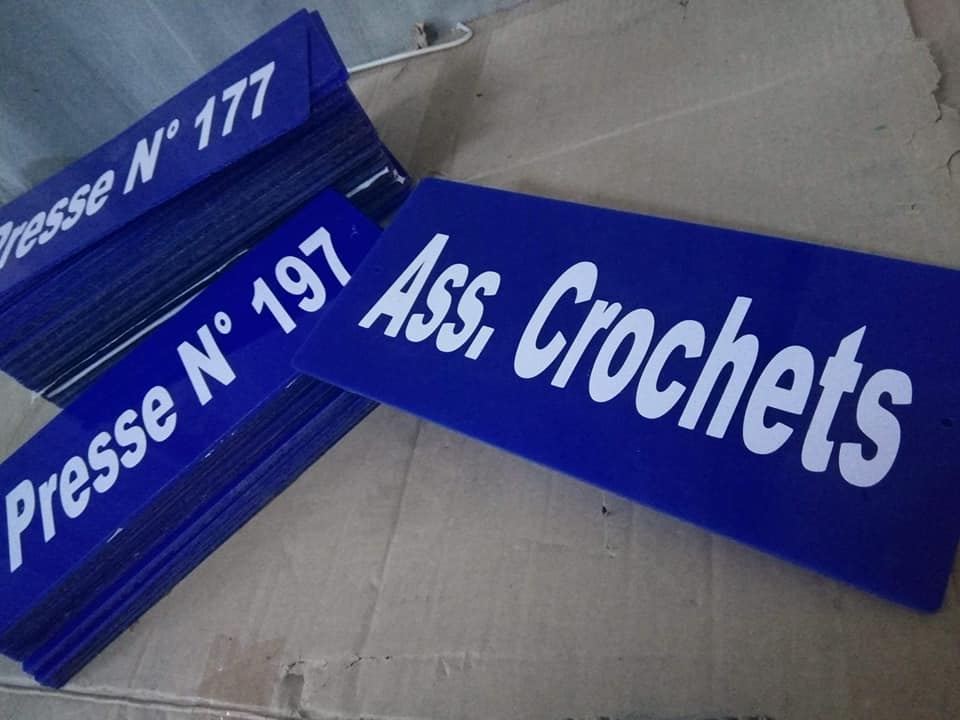 Presse N° 177
Presse N° 197
Ass. Crochets